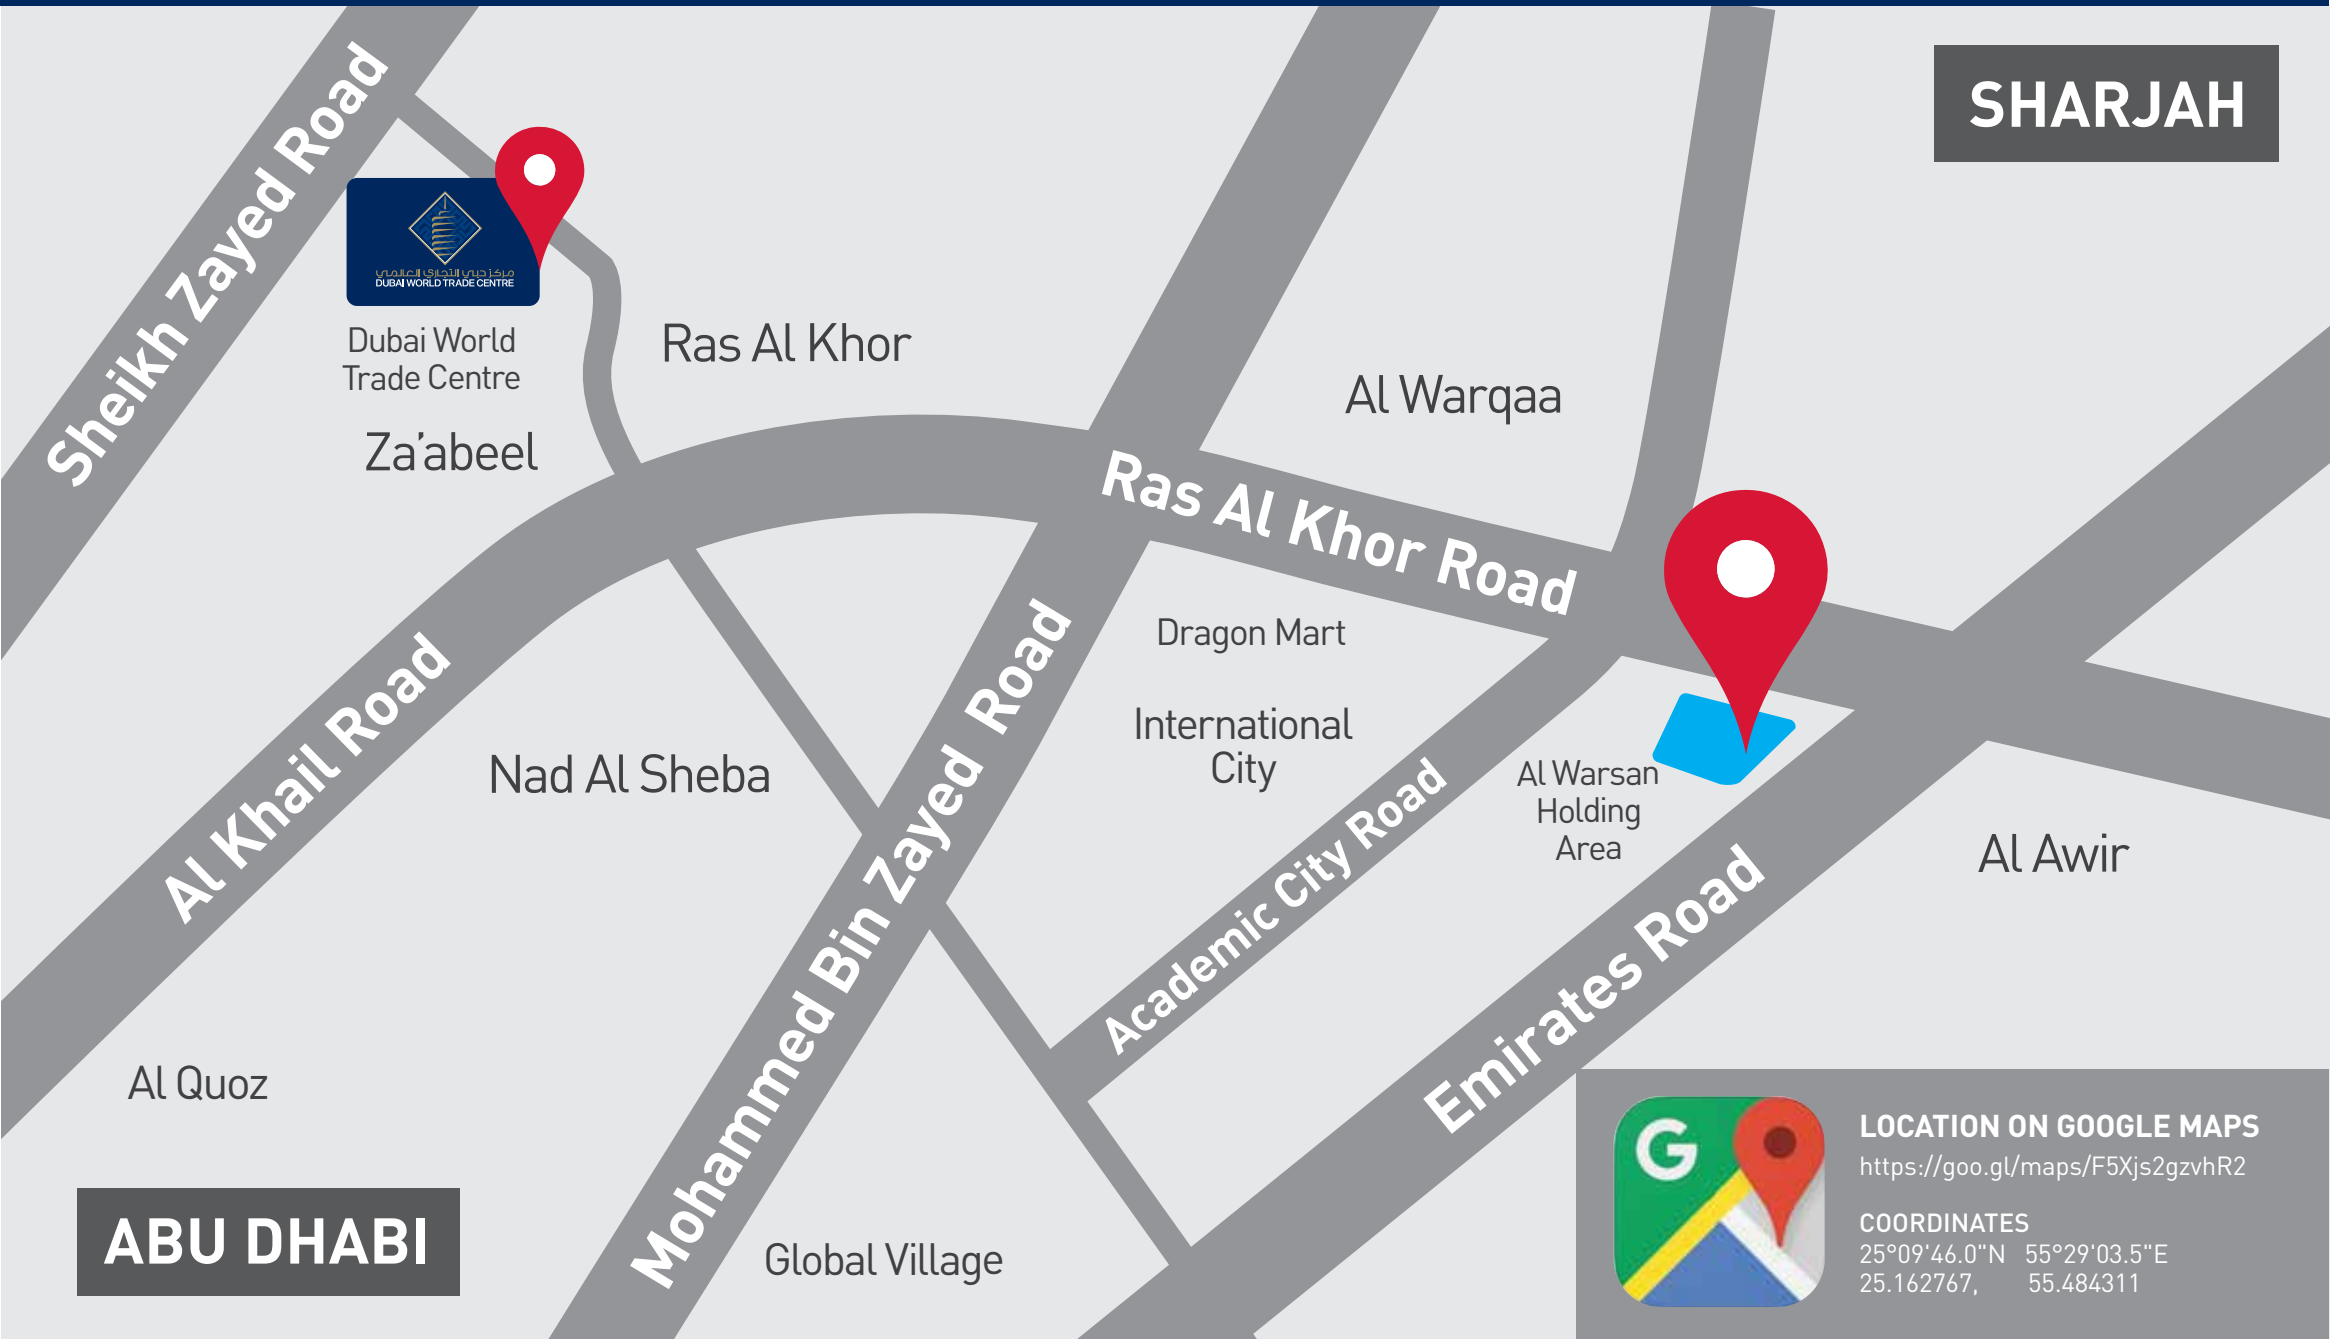 SHARJAH
Sheikh Zayed Road
مركز دبي التجاري العالمي
DUBAI WORLD TRADE CENTRE
Dubai World
Trade Centre
Ras Al Khor
Za'abeel
Al Warqaa
Ras Al Khor Road
Dragon Mart
International
City
Al Khail Road
Nad Al Sheba
Mohammed Bin Zayed Road
Academic City Road
Al Warsan
Holding
Area
Emirates Road
Al Awir
Al Quoz
ABU DHABI
Global Village
G
LOCATION ON GOOGLE MAPS
https://goo.gl/maps/F5Xjs2gzvhR2
COORDINATES
25°09'46.0"N 55°29'03.5"E
25.162767, 55.484311